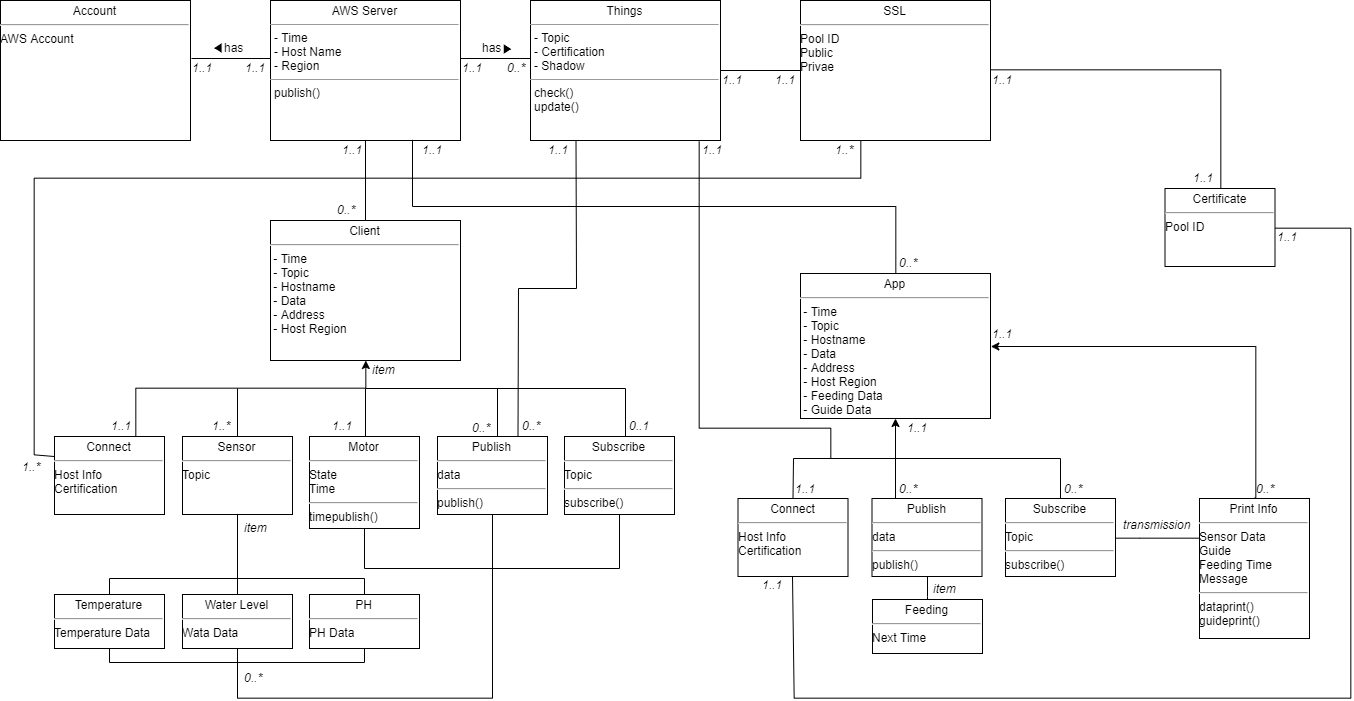 Account
AWS Account
◀has
1..1
1..1
AWS Server
- Time
- Host Name
- Region
publish()
has▶
1..1
0..*
Things
- Topic
- Certification
- Shadow
check()
update()
1..1
1..1
SSL
Pool ID
Public
Privae
1..1
1..1
1..1
1..1
1..1
1..*
1..1
Certificate
Pool ID
1..1
0..*
Client
- Time
- Topic
- Hostname
- Data
- Address
- Host Region
item
0..*
App
- Time
- Topic
- Hostname
- Data
- Address
- Host Region
- Feeding Data
- Guide Data
1..1
1..1
1..1
1..*
1..1
0..*
0..*
0..1
1..*
Connect
Host Info
Certification
Sensor
Topic
Motor
State
Time
timepublish()
Publish
data
publish()
Subscribe
Topic
subscribe()
item
Temperature
Temperature Data
Water Level
Wata Data
PH
PH Data
0..*
1..1
0..*
0..*
0..*
Connect
Host Info
Certification
1..1
Publish
data
publish()
item
Feeding
Next Time
Subscribe
Topic
subscribe()
transmission
Print Info
Sensor Data
Guide
Feeding Time
Message
dataprint()
guideprint()